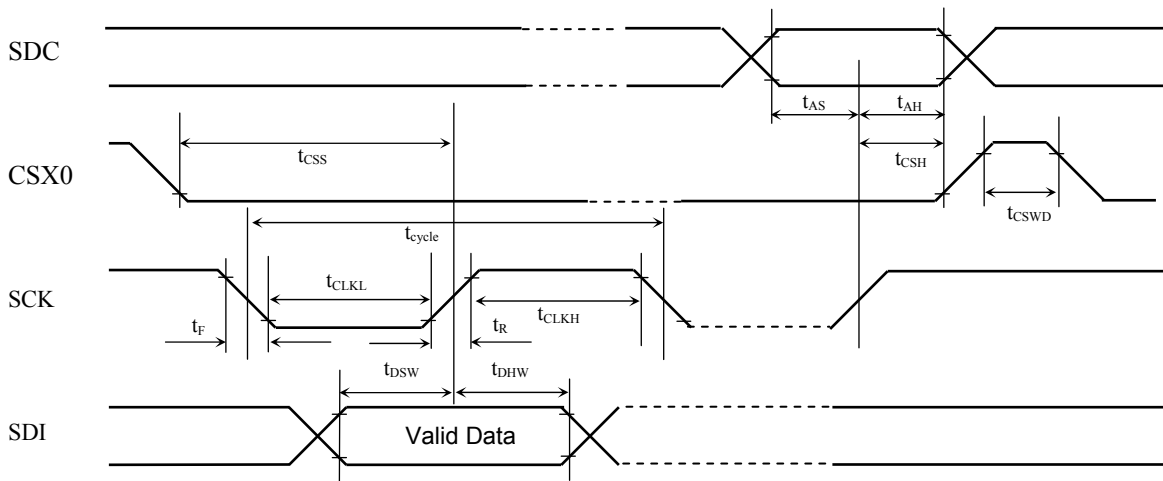 SDC
t_AS
t_AH
t_CSS
t_CSH
CSX0
t_CSWD
t_cycle
SCK
t_CLKL
t_CLKH
t_F
t_R
t_DSW
t_DHW
SDI
Valid Data